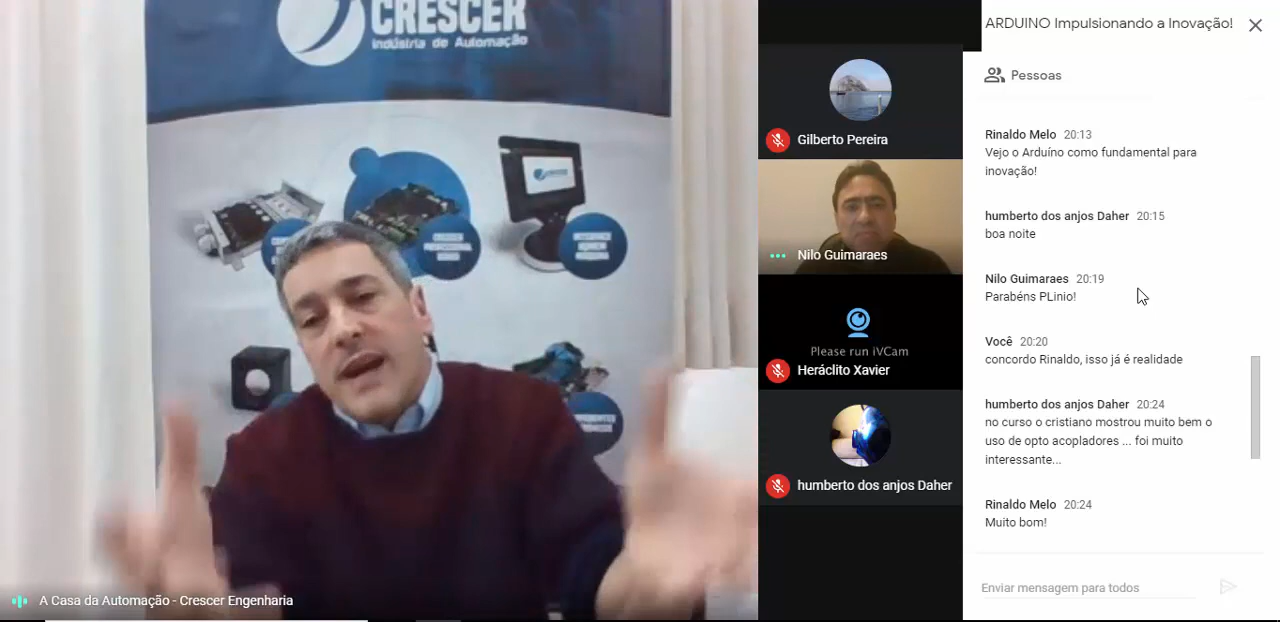 CRESCER
Indústria de Automação
A Casa da Automação - Crescer Engenharia
Gilberto Pereira
Nilo Guimaraes
Please run iVCam
Heráclito Xavier
humberto dos anjos Daher
ARDUINO Impulsionando a Inovação!
Pessoas
Rinaldo Melo 20:13
Vejo o Arduíno como fundamental para
inovação!
humberto dos anjos Daher 20:15
boa noite
Nilo Guimaraes 20:19
Parabéns PLinio!
Você 20:20
concordo Rinaldo, isso já é realidade
humberto dos anjos Daher 20:24
no curso o cristiano mostrou muito bem o
uso de opto acopladores ... foi muito
interessante...
Rinaldo Melo 20:24
Muito bom!
Enviar mensagem para todos